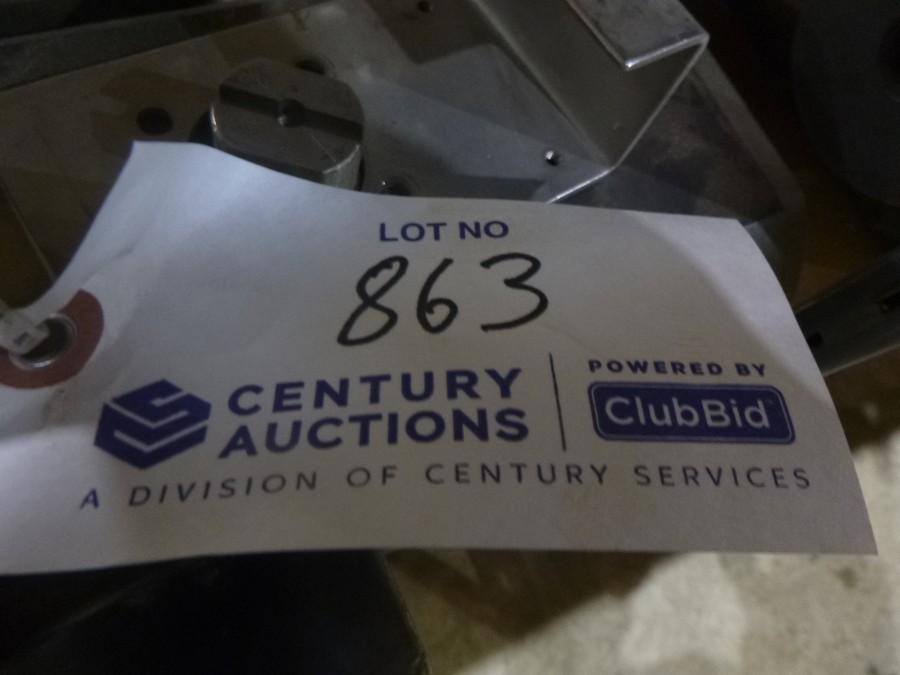 LOT NO
863
CENTURY AUCTIONS
POWERED BY
ClubBid
A DIVISION OF CENTURY SERVICES